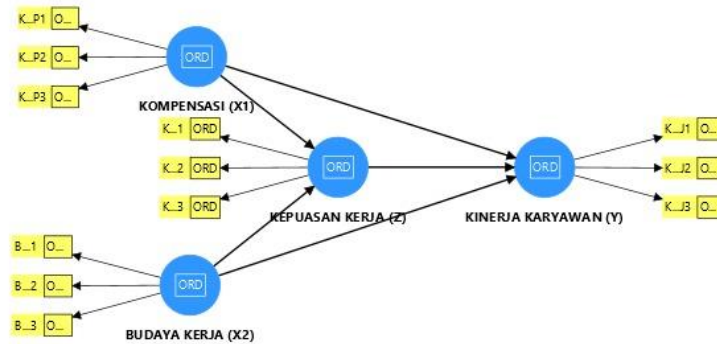 K...P1 O...
K...P2 O...
K...P3 O...
ORD
KOMPENSASI (X1)
K...1 ORD
K...2 ORD
K...3 ORD
ORD
KEPUASAN KERJA (Z)
ORD
KINERJA KARYAWAN (Y)
K...J1 O...
K...J2 O...
K...J3 O...
B...1 O...
B...2 O...
B...3 O...
ORD
BUDAYA KERJA (X2)